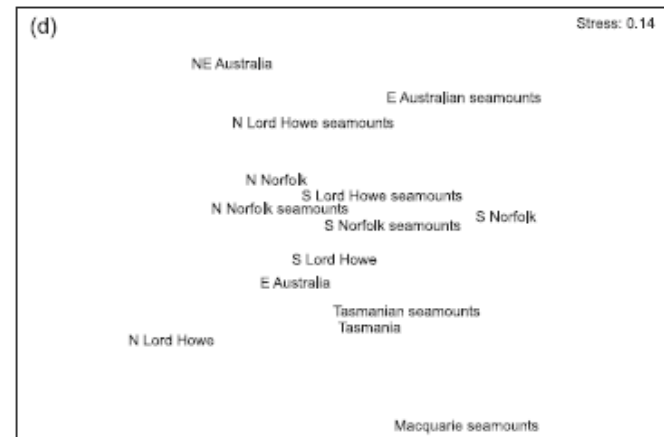 (d)
Stress: 0.14
NE Australia
E Australian seamounts
N Lord Howe seamounts
N Norfolk
S Lord Howe seamounts
N Norfolk seamounts
S Norfolk
S Norfolk seamounts
S Lord Howe
E Australia
Tasmanian seamounts
Tasmania
N Lord Howe
Macquarie seamounts